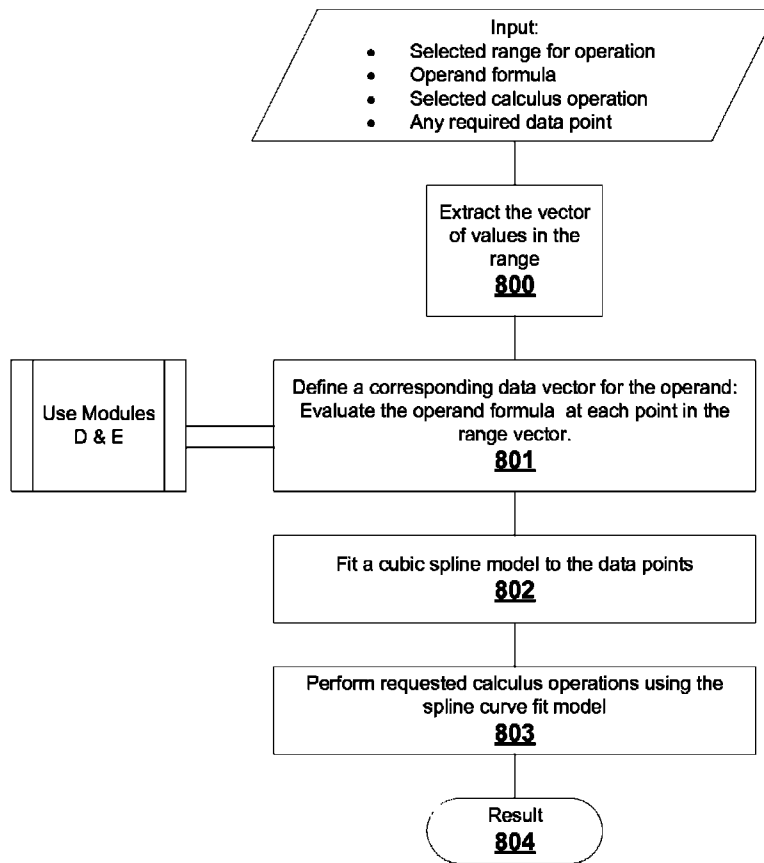 Input:
• Selected range for operation
• Operand formula
• Selected calculus operation
• Any required data point
Extract the vector
of values in the
range
800
Use Modules
D & E
Define a corresponding data vector for the operand:
Evaluate the operand formula at each point in the
range vector.
801
Fit a cubic spline model to the data points
802
Perform requested calculus operations using the
spline curve fit model
803
Result
804